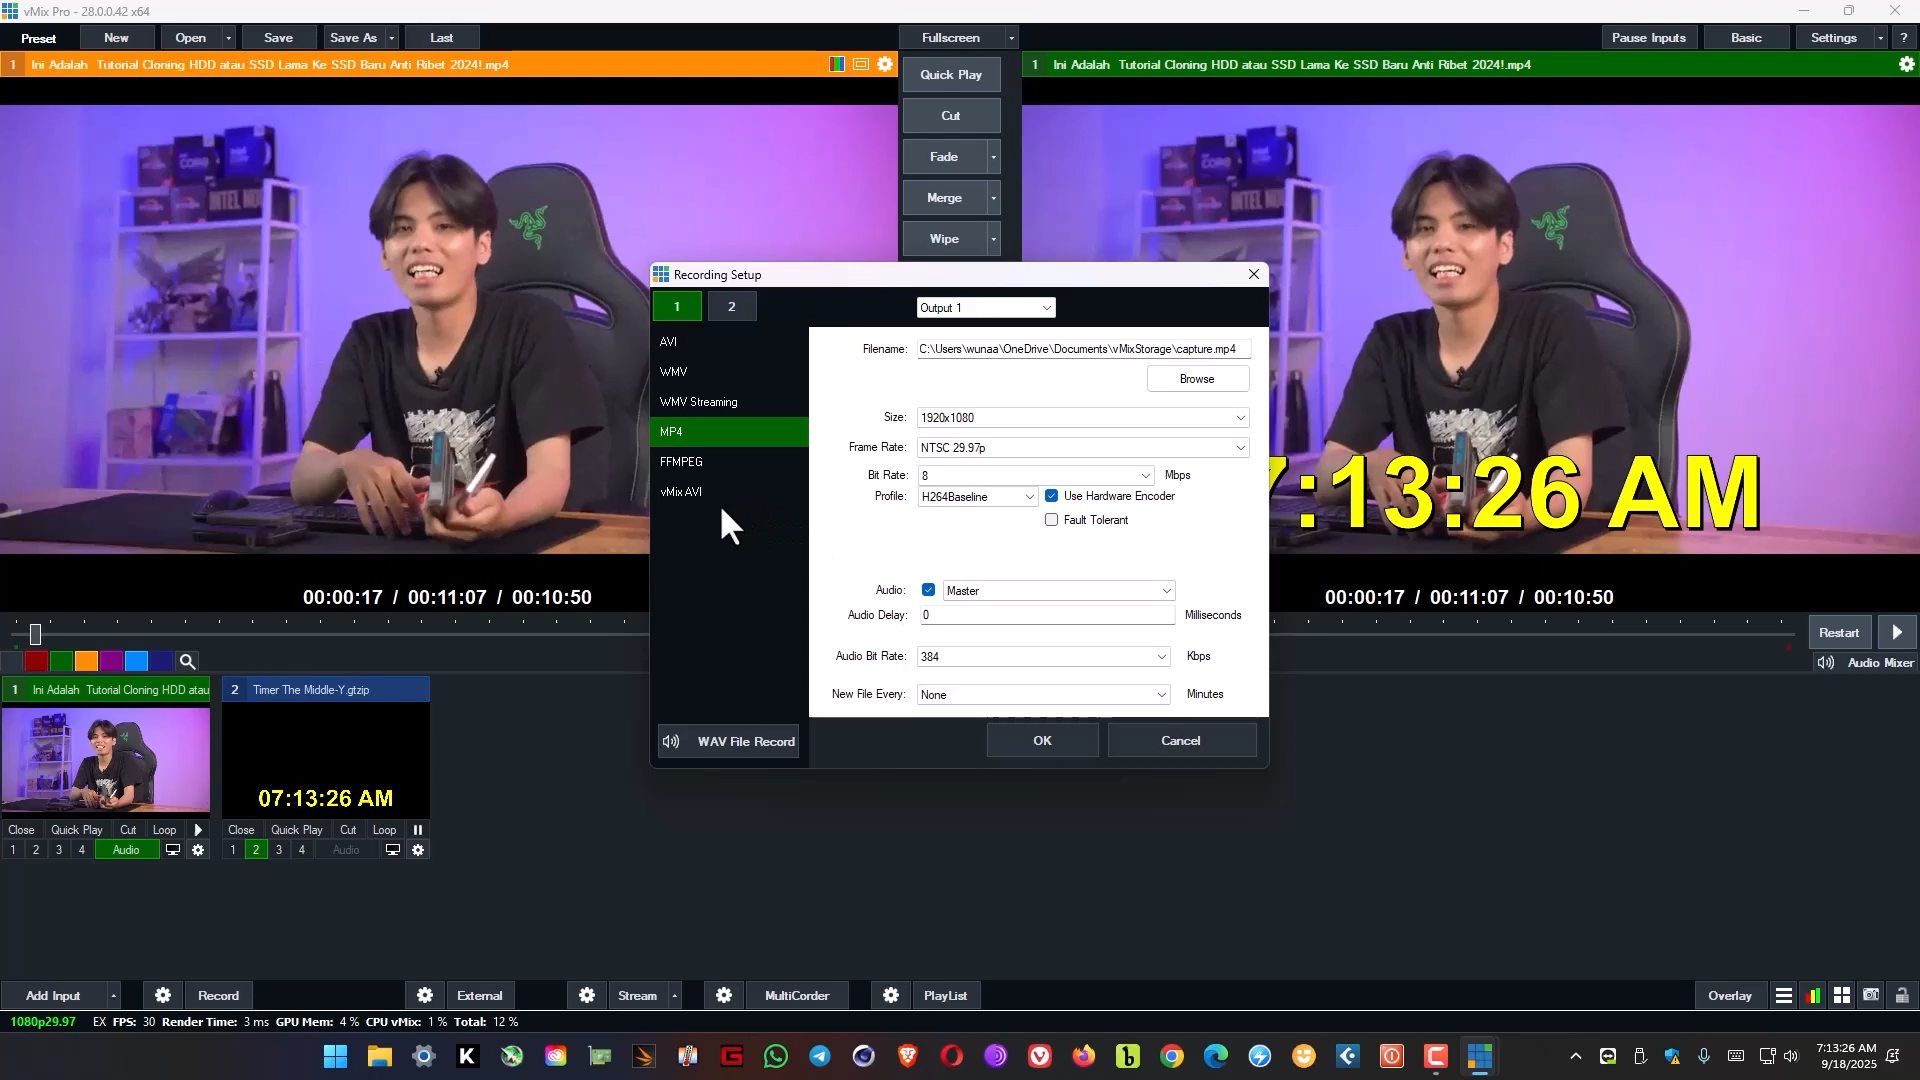 vMix Pro - 28.0.0.42 x64
Preset
New
Open
Save
Save As
Last
Fullscreen
Pause Inputs
Basic
Settings
?
1 Ini Adalah Tutorial Cloning HDD atau SSD Lama Ke SSD Baru Anti Ribet 2024!.mp4
1 Ini Adalah Tutorial Cloning HDD atau SSD Lama Ke SSD Baru Anti Ribet 2024!.mp4
Quick Play
Cut
Fade
Merge
Wipe
Recording Setup
1
2
Output 1
AVI
WMV
WMV Streaming
MP4
FFMPEG
vMix AVI
Filename: C:\Users\wunaa\OneDrive\Documents\vMixStorage\capture.mp4
Browse
Size: 1920x1080
Frame Rate: NTSC 29.97p
Bit Rate: 8 Mbps
Profile: H264Baseline Use Hardware Encoder
Fault Tolerant
Audio: Master
Audio Delay: 0 Milliseconds
Audio Bit Rate: 384 Kbps
New File Every: None Minutes
WAV File Record
OK
Cancel
7:13:26 AM
00:00:17 / 00:11:07 / 00:10:50
00:00:17 / 00:11:07 / 00:10:50
Restart
Audio Mixer
1 Ini Adalah Tutorial Cloning HDD atau
2 Timer The Middle-Y.gtzip
07:13:26 AM
Close Quick Play Cut Loop
Close Quick Play Cut Loop
1 2 3 4 Audio
1 2 3 4 Audio
Add Input
Record
External
Stream
MultiCorder
PlayList
Overlay
1080p29.97 EX FPS: 30 Render Time: 3 ms GPU Mem: 4 % CPU vMix: 1 % Total: 12 %
7:13:26 AM
9/18/2025